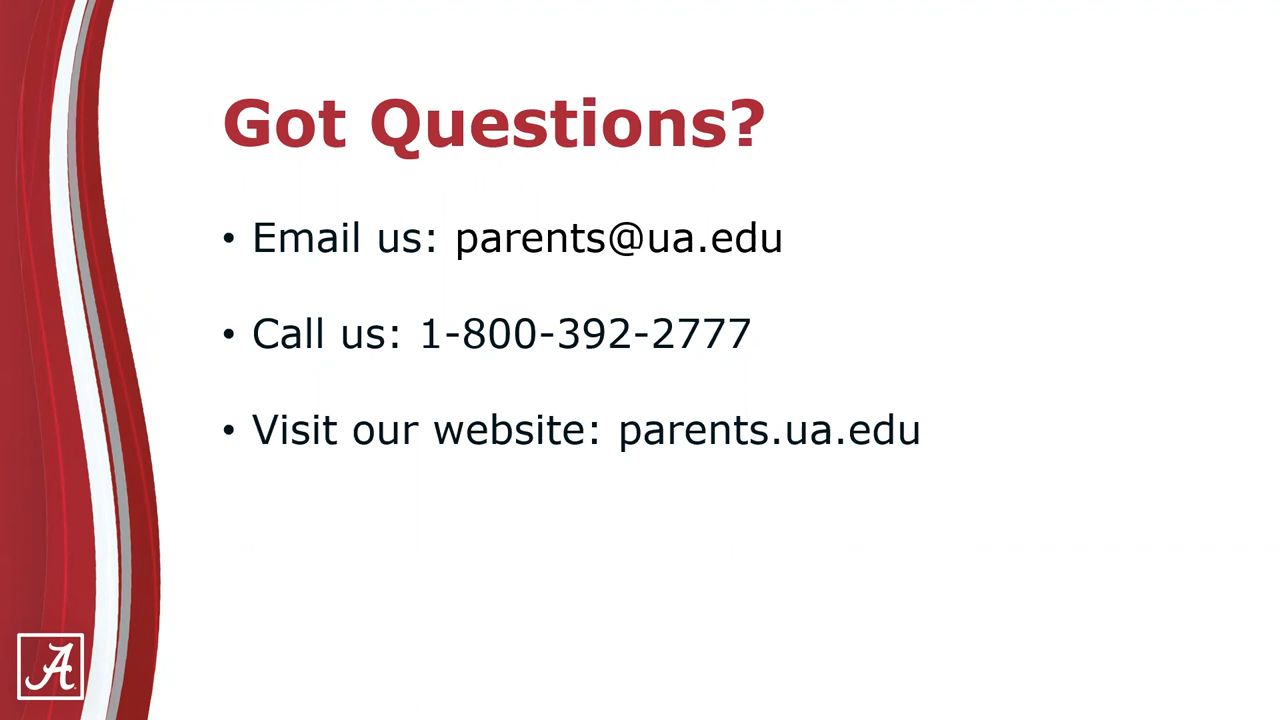 Got Questions?
• Email us: parents@ua.edu
• Call us: 1-800-392-2777
• Visit our website: parents.ua.edu
A